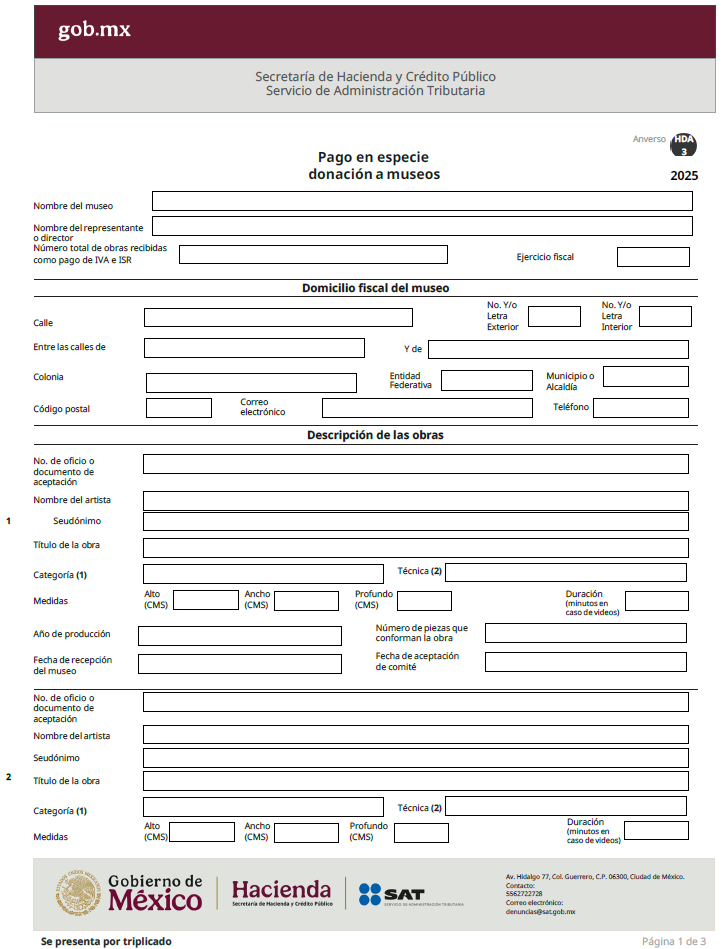 gob.mx
Secretaría de Hacienda y Crédito Público
Servicio de Administración Tributaria
Anverso HDA
3
Pago en especie
donación a museos
2025
Nombre del museo
Nombre del representante
o director
Número total de obras recibidas
como pago de IVA e ISR
Ejercicio fiscal
Domicilio fiscal del museo
Calle
No. Y/o
Letra
Exterior
No. Y/o
Letra
Interior
Entre las calles de
Y de
Colonia
Entidad
Federativa
Municipio o
Alcaldía
Código postal
Correo
electrónico
Teléfono
Descripción de las obras
No. de oficio o
documento de
aceptación
Nombre del artista
1
Seudónimo
Título de la obra
Categoría (1)
Técnica (2)
Medidas
Alto
(CMS)
Ancho
(CMS)
Profundo
(CMS)
Duración
(minutos en
caso de videos)
Año de producción
Número de piezas que
conforman la obra
Fecha de recepción
del museo
Fecha de aceptación
de comité
No. de oficio o
documento de
aceptación
Nombre del artista
Seudónimo
2
Título de la obra
Categoría (1)
Técnica (2)
Medidas
Alto
(CMS)
Ancho
(CMS)
Profundo
(CMS)
Duración
(minutos en
caso de videos)
Gobierno de
México
Hacienda
Secretaría de Hacienda y Crédito Público
SAT
SERVICIO DE ADMINISTRACIÓN TRIBUTARIA
Av. Hidalgo 77, Col. Guerrero, C.P. 06300, Ciudad de México.
Contacto:
5562722728
Correo electrónico:
denuncias@sat.gob.mx
Se presenta por triplicado
Página 1 de 3